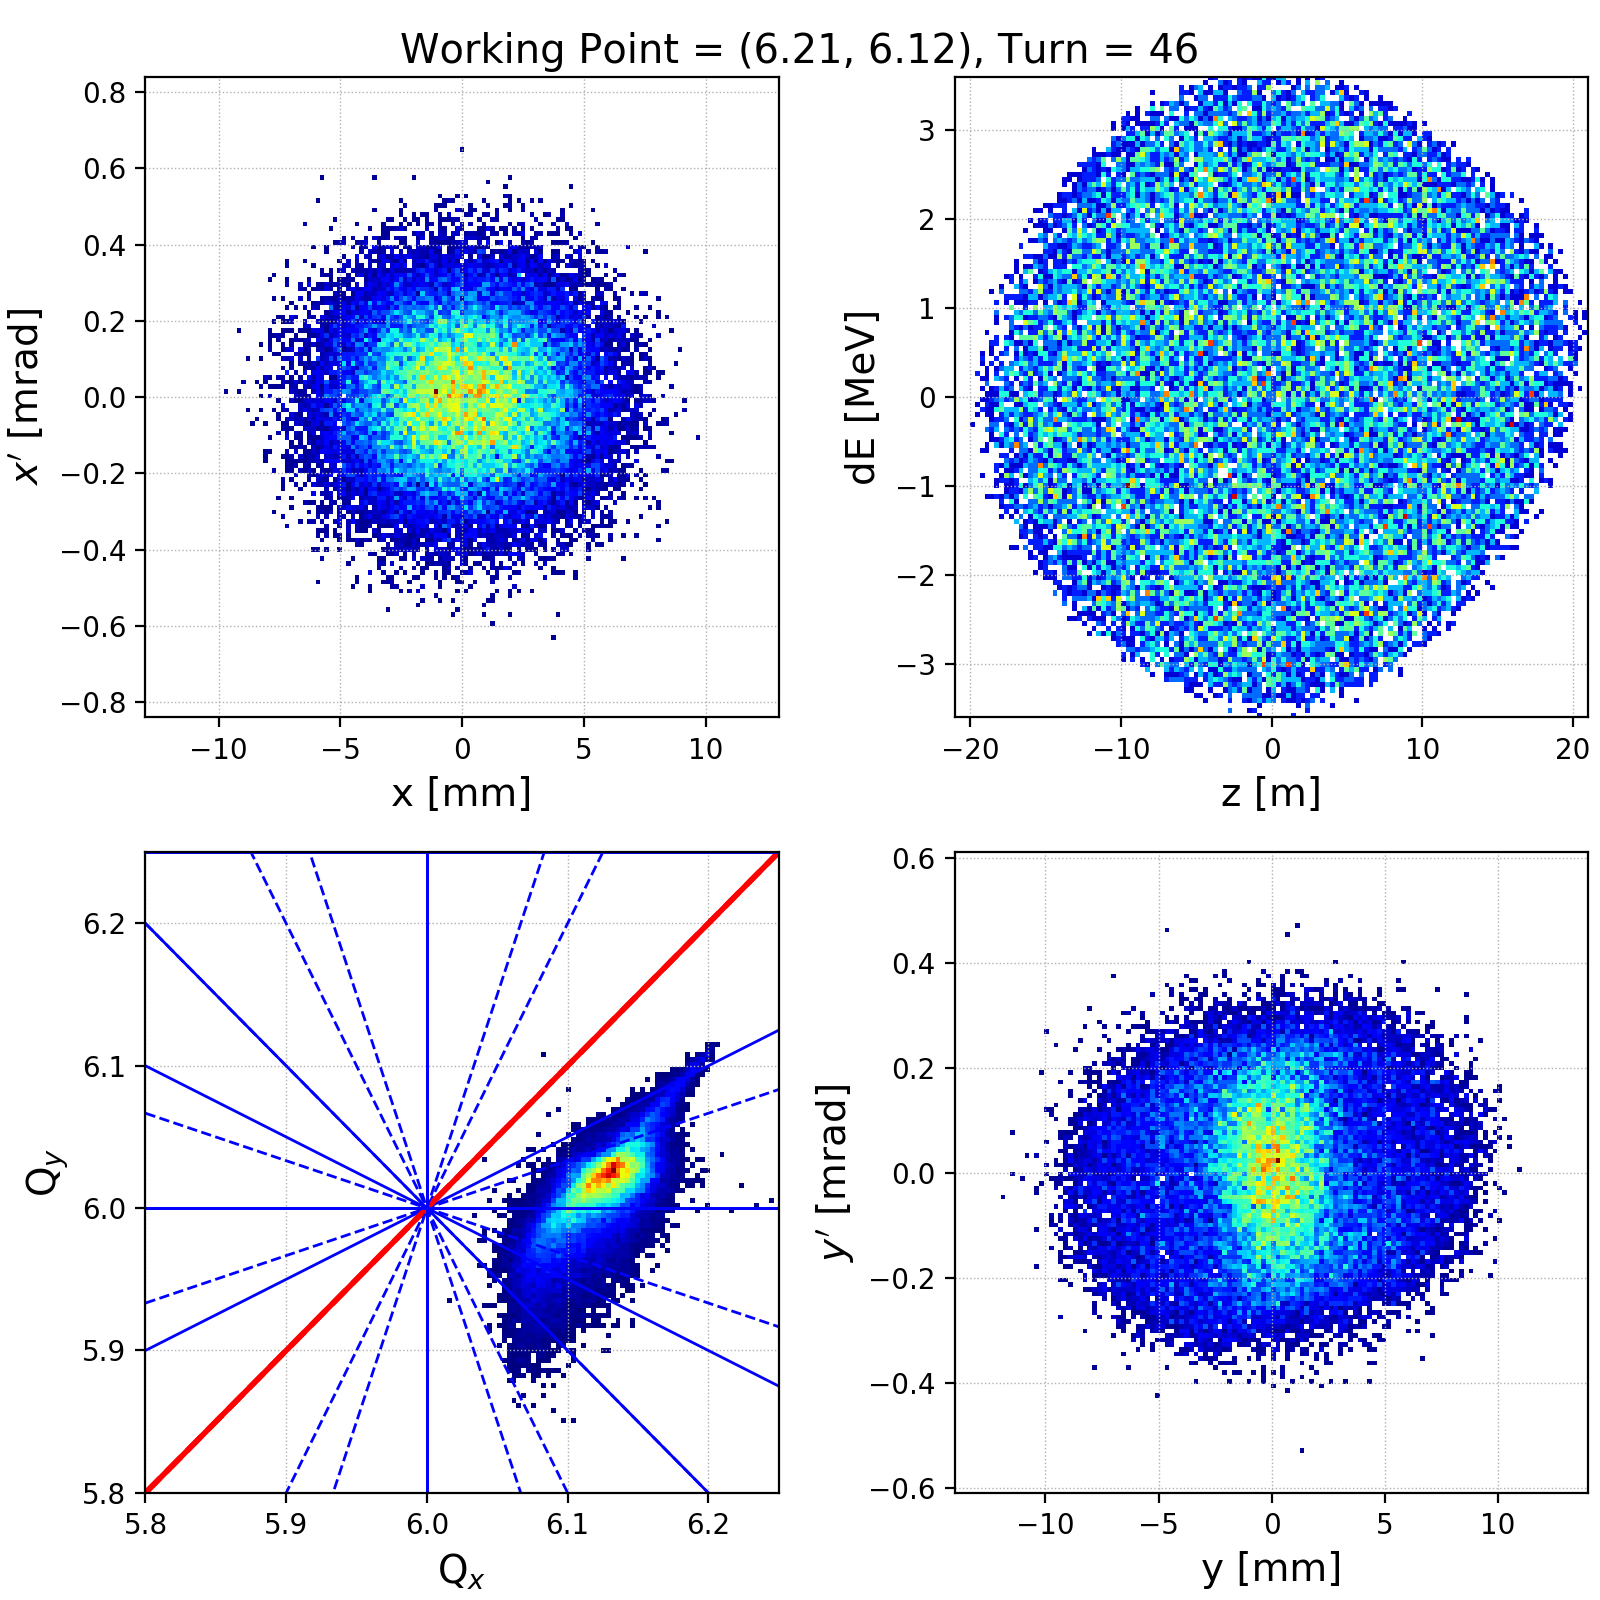 Working Point = (6.21, 6.12), Turn = 46
0.8
0.6
0.4
0.2
0.0
−0.2
−0.4
−0.6
−0.8
x′ [mrad]
−10 −5 0 5 10
x [mm]
3
2
1
0
−1
−2
−3
dE [MeV]
−20 −10 0 10 20
z [m]
6.2
6.1
6.0
5.9
5.8
Qy
5.8 5.9 6.0 6.1 6.2
Qx
0.6
0.4
0.2
0.0
−0.2
−0.4
−0.6
y′ [mrad]
−10 −5 0 5 10
y [mm]